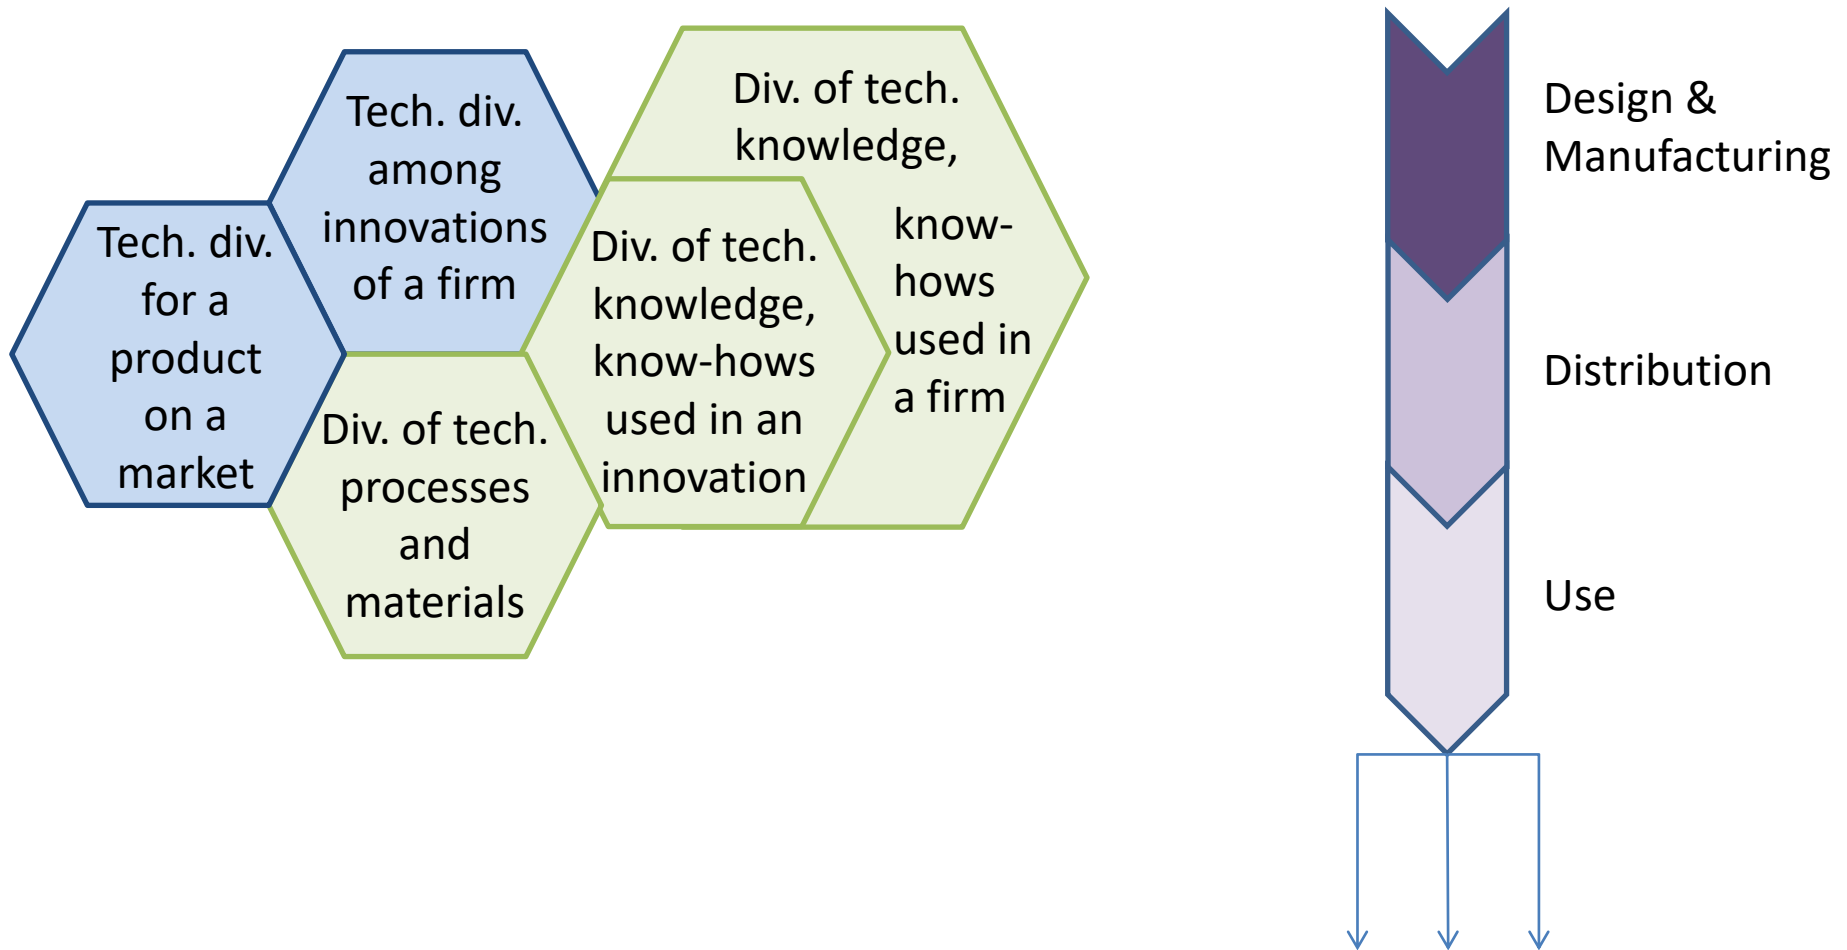 Tech. div.
for a
product
on a
market
Tech. div.
among
innovations
of a firm
Div. of tech.
processes
and
materials
Div. of tech.
knowledge,
know-hows
used in an
innovation
Div. of tech.
knowledge,
know-
hows
used in
a firm
Design &
Manufacturing
Distribution
Use